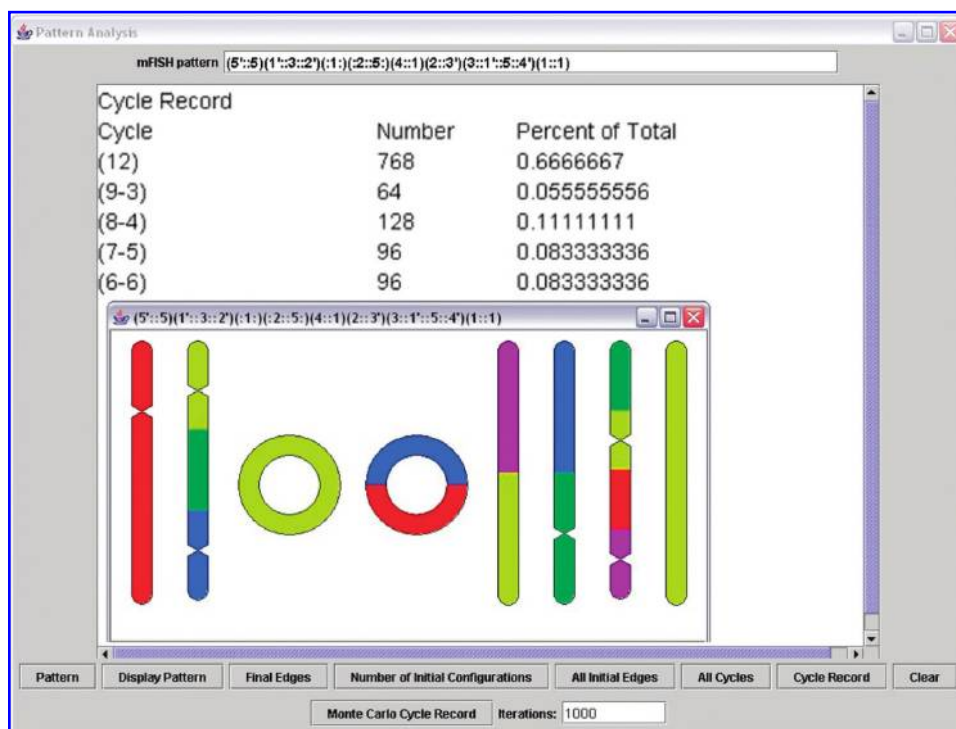 Pattern Analysis
mFISH pattern (5'::5)(1'::3::2')(:1:)(:2::5:)(4::1)(2::3')(3::1'::5::4')(1::1)
Cycle Record
Cycle Number Percent of Total
(12) 768 0.6666667
(9-3) 64 0.055555556
(8-4) 128 0.11111111
(7-5) 96 0.083333336
(6-6) 96 0.083333336
(5'::5)(1'::3::2')(:1:)(:2::5:)(4::1)(2::3')(3::1'::5::4')(1::1)
Pattern Display Pattern Final Edges Number of Initial Configurations All Initial Edges All Cycles Cycle Record Clear
Monte Carlo Cycle Record Iterations: 1000